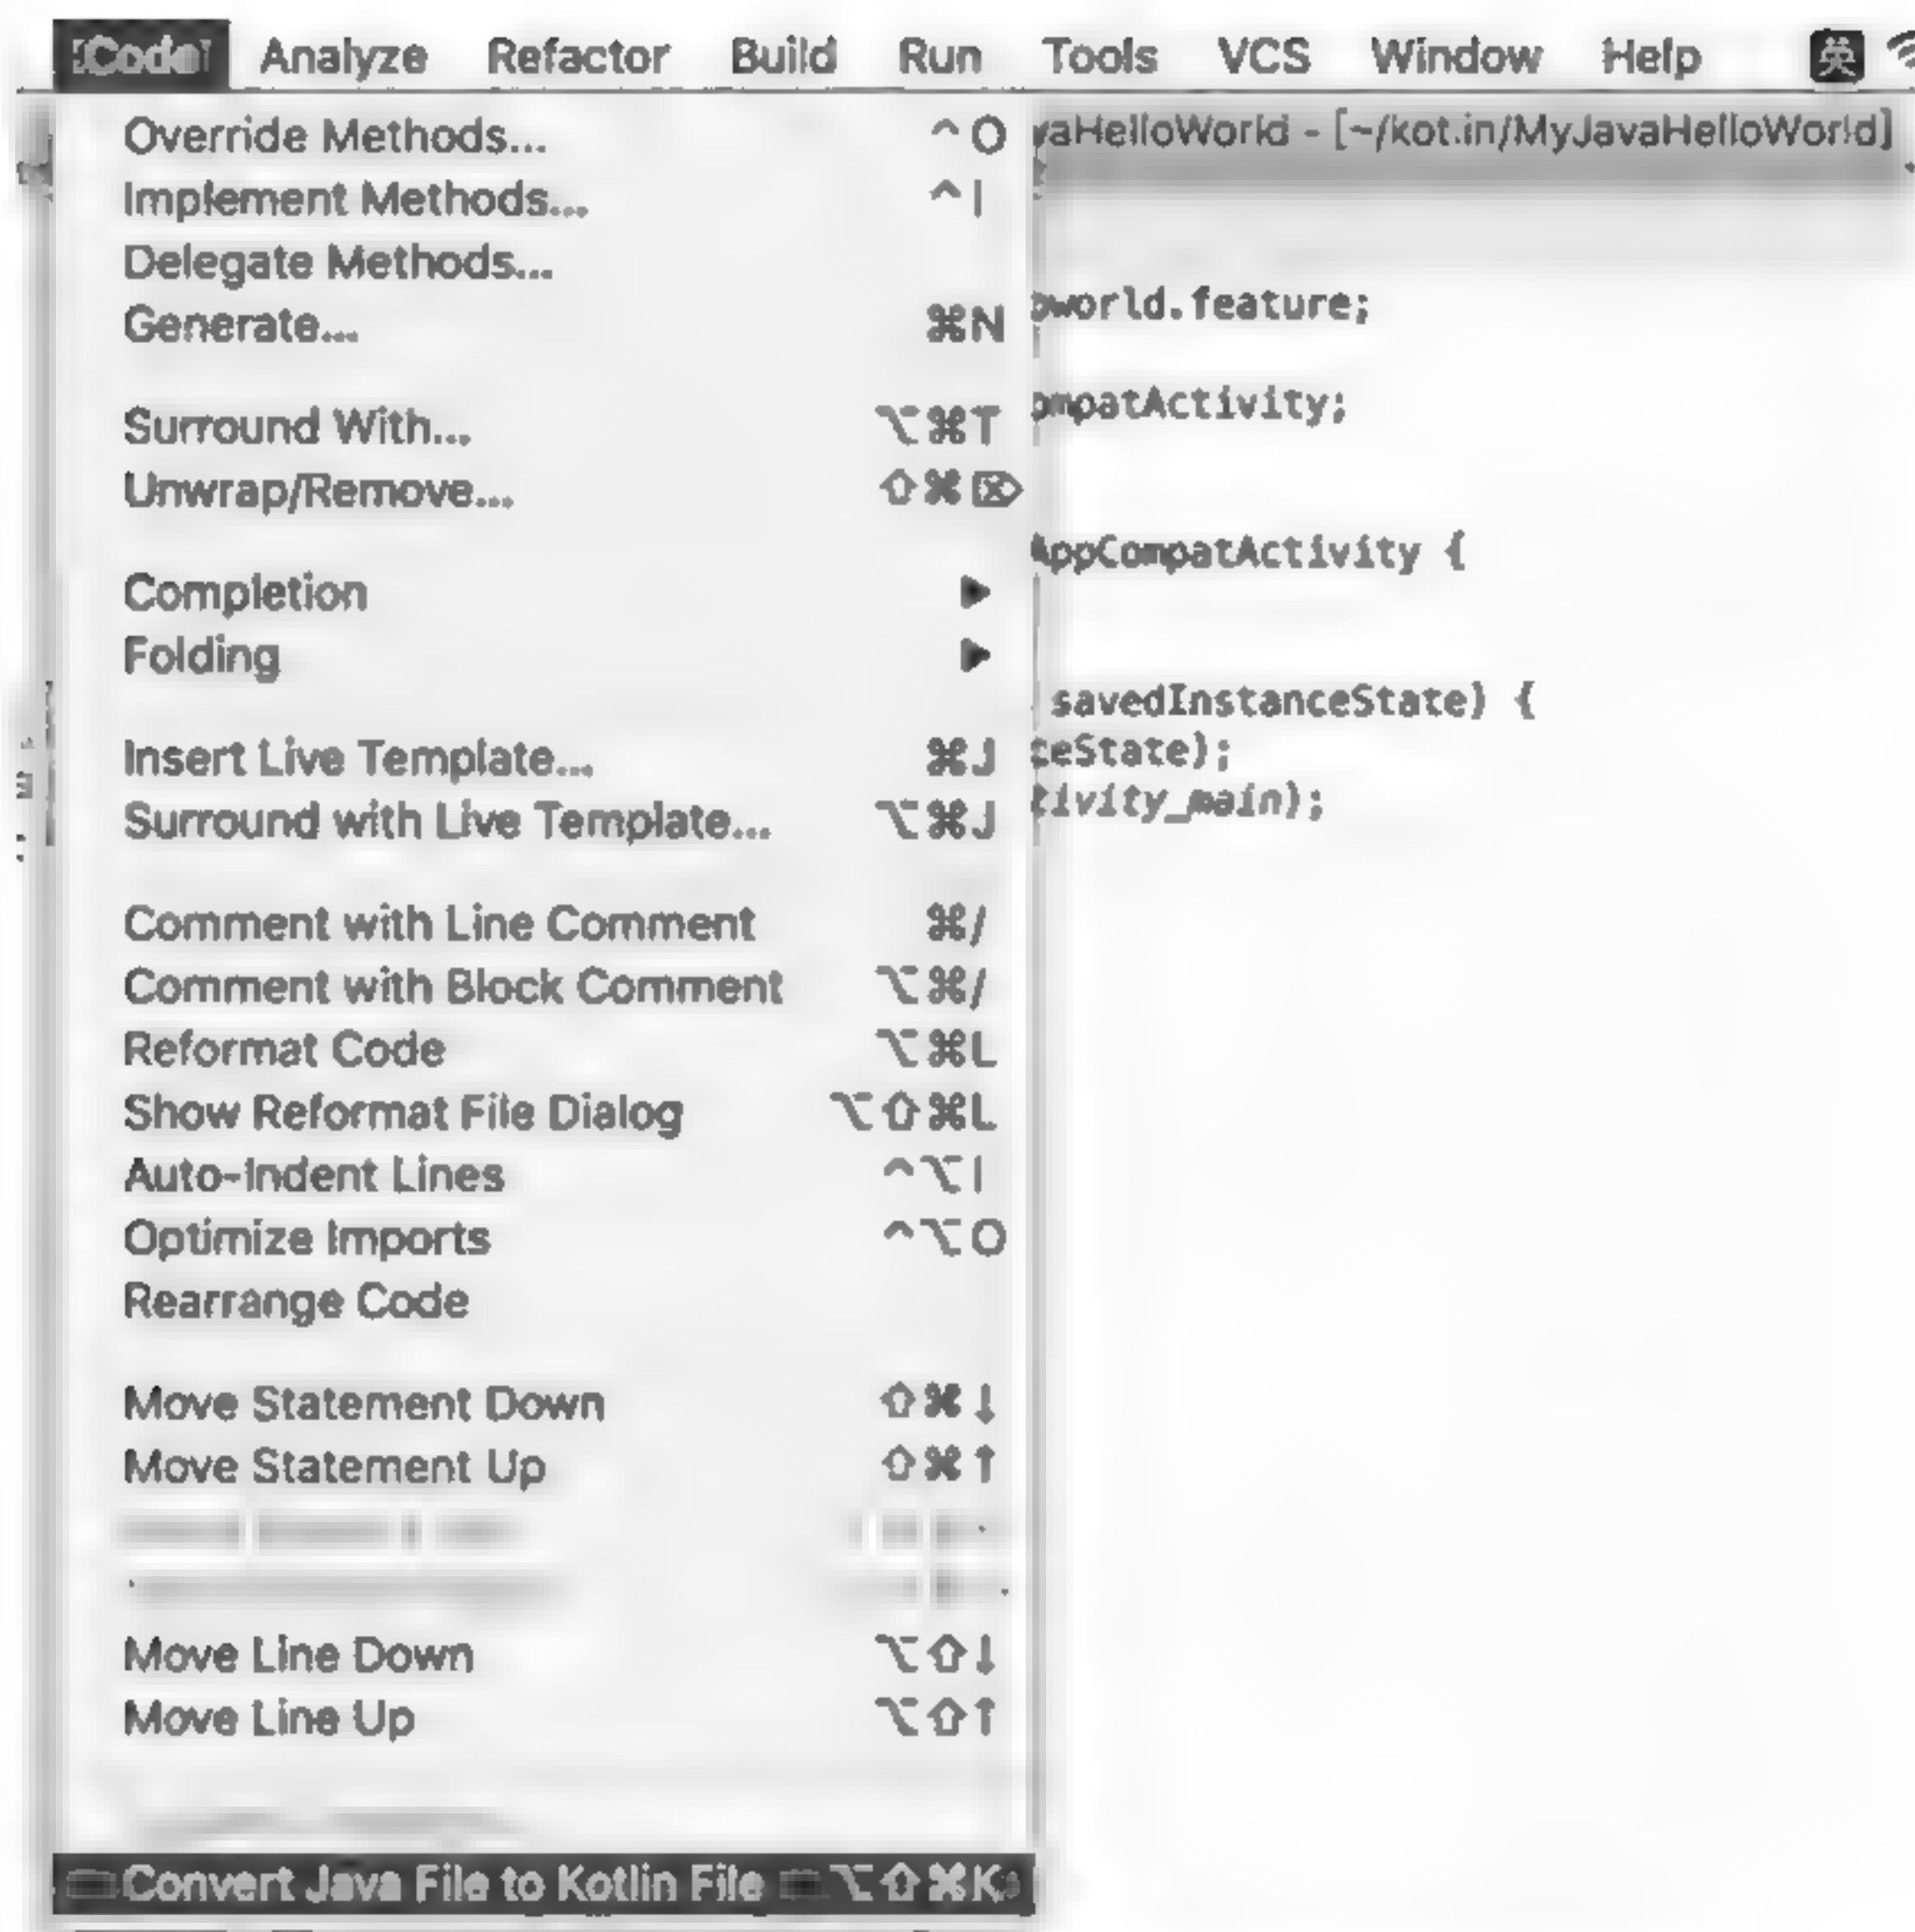 Code Analyze Refactor Build Run Tools VCS Window Help 英
Override Methods... ^O
vaHelloWorld - [~/kot.in/MyJavaHelloWorld]
Implement Methods... ^I
Delegate Methods...
Generate... ⌘N
oworld.feature;
ompatActivity;
Surround With... ⌥⌘T
Unwrap/Remove... ⇧⌘⌦
AppCompatActivity {
Completion ▶
Folding ▶
savedInstanceState) {
ceState);
tivity_main);
Insert Live Template... ⌘J
Surround with Live Template... ⌥⌘J
Comment with Line Comment ⌘/
Comment with Block Comment ⌥⌘/
Reformat Code ⌥⌘L
Show Reformat File Dialog ⌥⇧⌘L
Auto-Indent Lines ^⌥I
Optimize Imports ^⌥O
Rearrange Code
Move Statement Down ⇧⌘↓
Move Statement Up ⇧⌘↑
Move Line Down ⌥⇧↓
Move Line Up ⌥⇧↑
Convert Java File to Kotlin File ⌥⇧⌘K